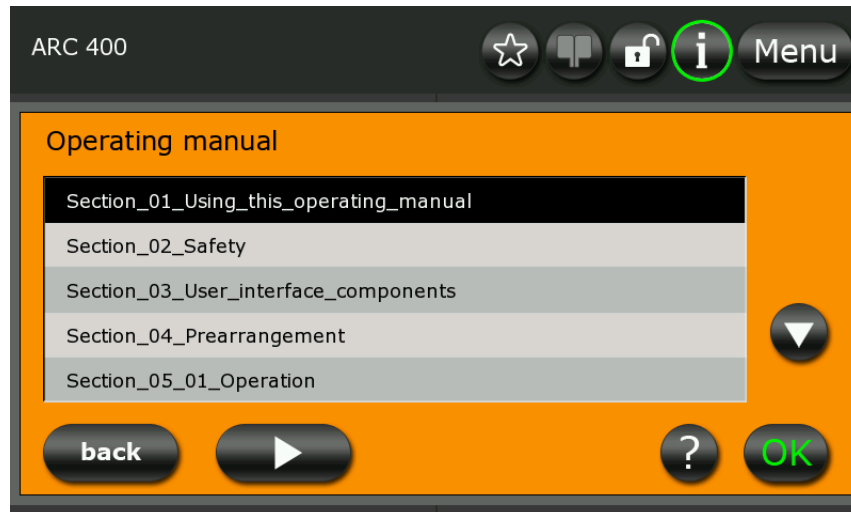 ARC 400
i
Menu
Operating manual
Section_01_Using_this_operating_manual
Section_02_Safety
Section_03_User_interface_components
Section_04_Prearrangement
Section_05_01_Operation
back
?
OK